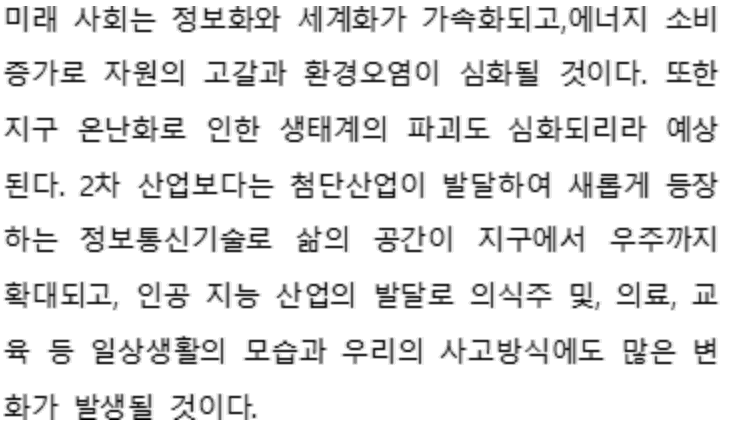 미래 사회는 정보화와 세계화가 가속화되고,에너지 소비
증가로 자원의 고갈과 환경오염이 심화될 것이다. 또한
지구 온난화로 인한 생태계의 파괴도 심화되리라 예상
된다. 2차 산업보다는 첨단산업이 발달하여 새롭게 등장
하는 정보통신기술로 삶의 공간이 지구에서 우주까지
확대되고, 인공 지능 산업의 발달로 의식주 및, 의료, 교
육 등 일상생활의 모습과 우리의 사고방식에도 많은 변
화가 발생될 것이다.